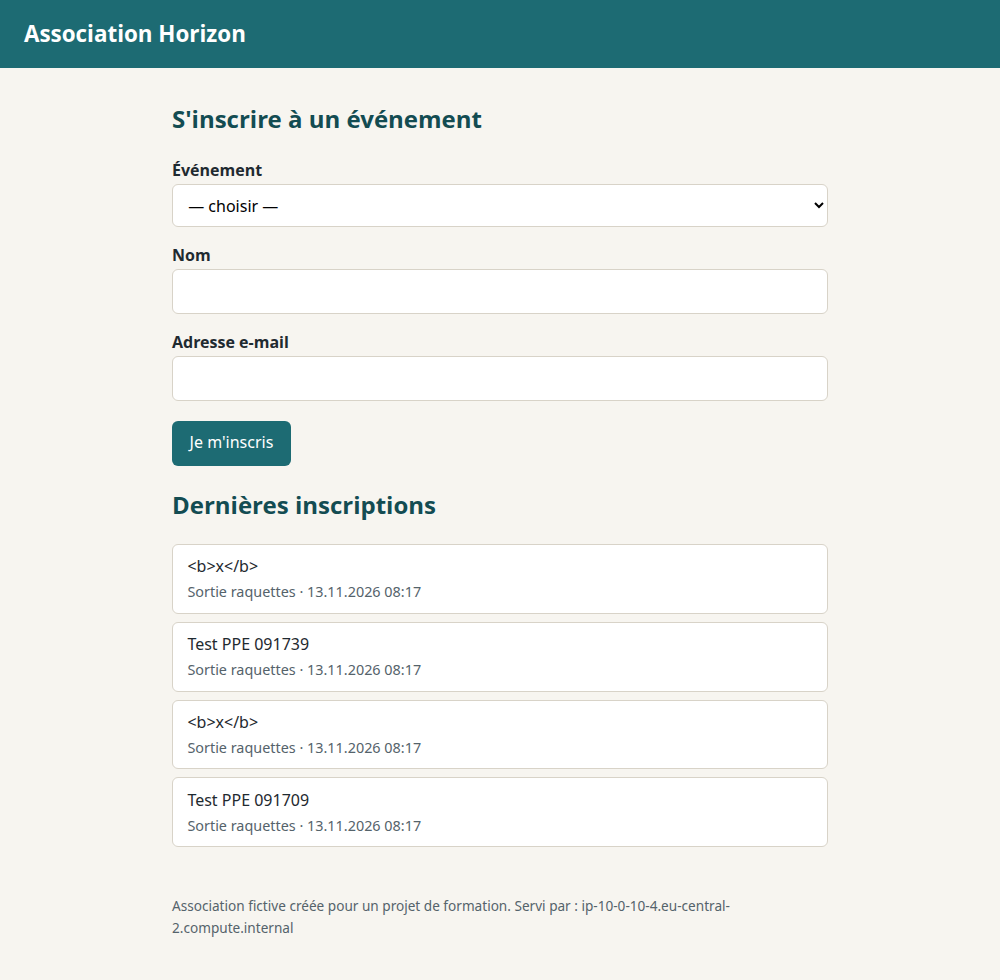 Association Horizon
S'inscrire à un événement
Événement
— choisir —
Nom
Adresse e-mail
Je m'inscris
Dernières inscriptions
<b>x</b>
Sortie raquettes · 13.11.2026 08:17
Test PPE 091739
Sortie raquettes · 13.11.2026 08:17
<b>x</b>
Sortie raquettes · 13.11.2026 08:17
Test PPE 091709
Sortie raquettes · 13.11.2026 08:17
Association fictive créée pour un projet de formation. Servi par : ip-10-0-10-4.eu-central-
2.compute.internal